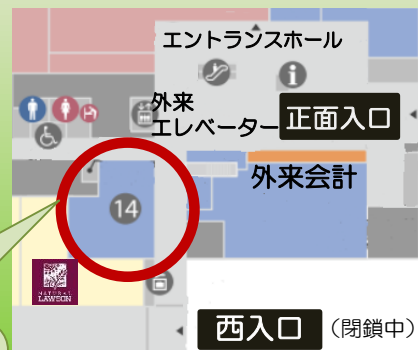 エントランスホール
外来
エレベーター
正面入口
外来会計
14
NATURAL
LAWSON
西入口 (閉鎖中)